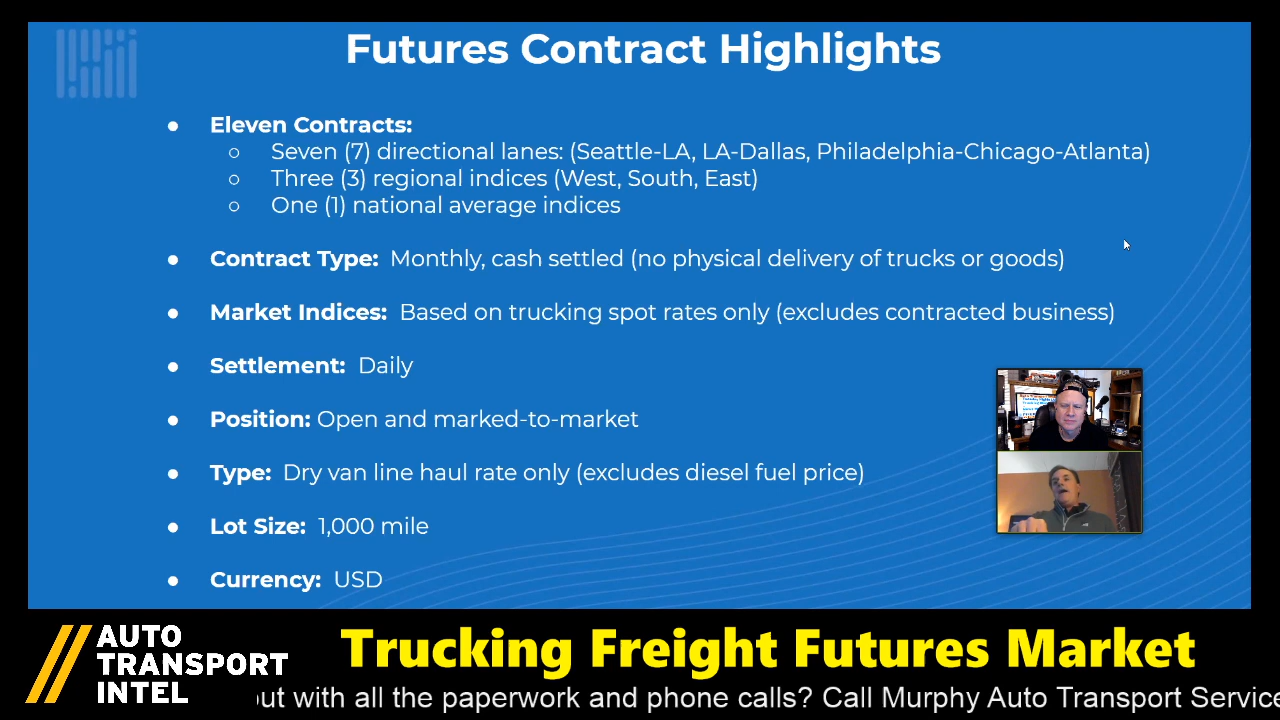 Futures Contract Highlights
● Eleven Contracts:
○ Seven (7) directional lanes: (Seattle-LA, LA-Dallas, Philadelphia-Chicago-Atlanta)
○ Three (3) regional indices (West, South, East)
○ One (1) national average indices
● Contract Type: Monthly, cash settled (no physical delivery of trucks or goods)
● Market Indices: Based on trucking spot rates only (excludes contracted business)
● Settlement: Daily
● Position: Open and marked-to-market
● Type: Dry van line haul rate only (excludes diesel fuel price)
● Lot Size: 1,000 mile
● Currency: USD
AUTO
TRANSPORT
INTEL
Trucking Freight Futures Market
with all the paperwork and phone calls? Call Murphy Auto Transport